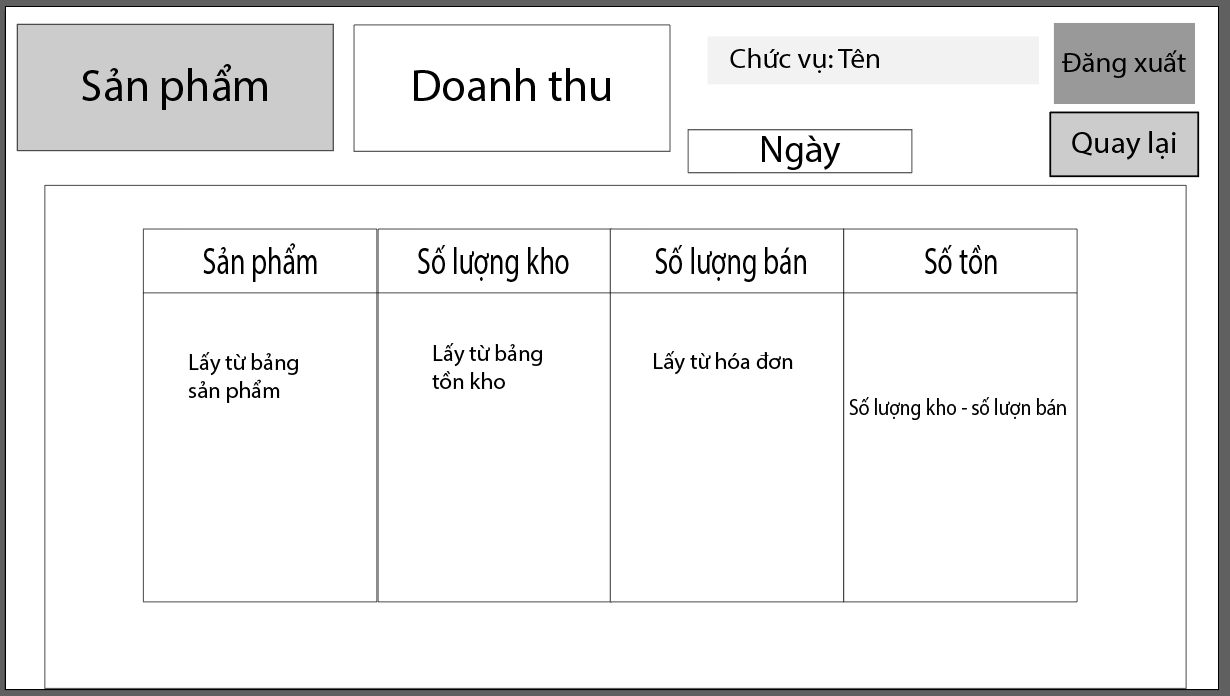 Sản phẩm
Doanh thu
Chức vụ: Tên
Đăng xuất
Ngày
Quay lại
Sản phẩm
Số lượng kho
Số lượng bán
Số tồn
Lấy từ bảng
sản phẩm
Lấy từ bảng
tồn kho
Lấy từ hóa đơn
Số lượng kho - số lượn bán